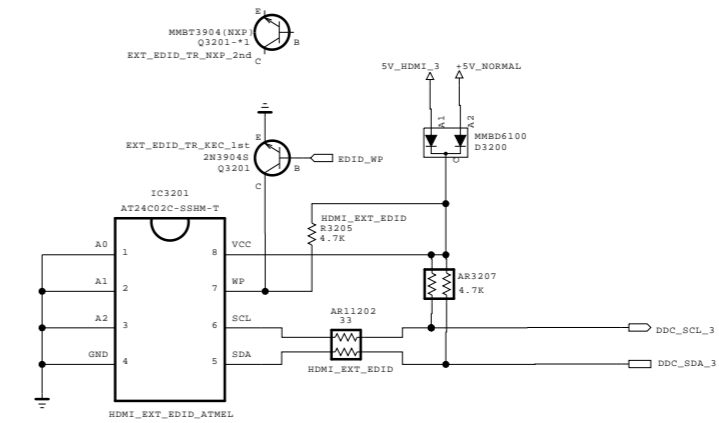 E
MMBT3904(NXP)
Q3201-*1
B
EXT_EDID_TR_NXP_2nd
C
5V_HDMI_3
+5V_NORMAL
A1
A2
MMBD6100
D3200
C
E
EXT_EDID_TR_KEC_1st
2N3904S
Q3201
B
EDID_WP
C
IC3201
AT24C02C-SSHM-T
HDMI_EXT_EDID
R3205
4.7K
A0
1
8
VCC
A1
2
7
WP
AR3207
4.7K
A2
3
6
SCL
AR11202
33
DDC_SCL_3
GND
4
5
SDA
HDMI_EXT_EDID
DDC_SDA_3
HDMI_EXT_EDID_ATMEL